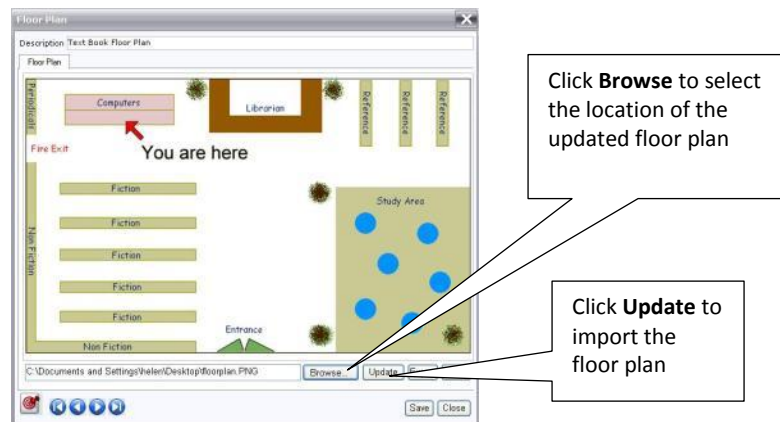 Floor Plan
Description Text Book Floor Plan
Floor Plan
Periodicals
Computers
Librarian
Reference
Reference
Reference
Fire Exit
You are here
Fiction
Study Area
Fiction
Non Fiction
Fiction
Fiction
Fiction
Entrance
Non Fiction
C:\Documents and Settings\helen\Desktop\floorplan.PNG
Browse...
Update
Save
Close
Click Browse to select
the location of the
updated floor plan
Click Update to
import the
floor plan